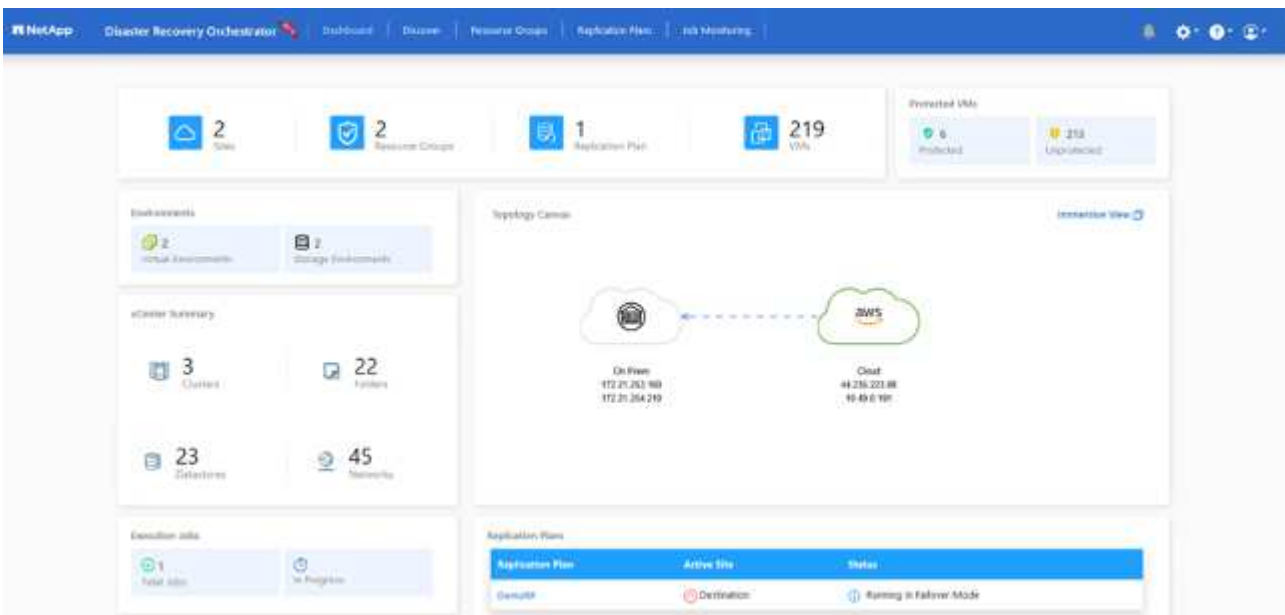 NetApp Disaster Recovery Orchestrator Dashboard Discover Resource Groups Replication Plans Job Monitoring
2 Sites
2 Resource Groups
1 Replication Plan
219 VMs
Protected VMs
6 Protected
213 Unprotected
Environments
2 Virtual Environments
2 Storage Environments
Topology Canvas
Immersive View
aws
On Prem
Cloud
vCenter Summary
3 Clusters
22 Folders
23 Datastores
45 Networks
Execution Jobs
1
In Progress
Replication Plans
Replication Plan Active Site Status
DemoRP Destination Running in Failover Mode